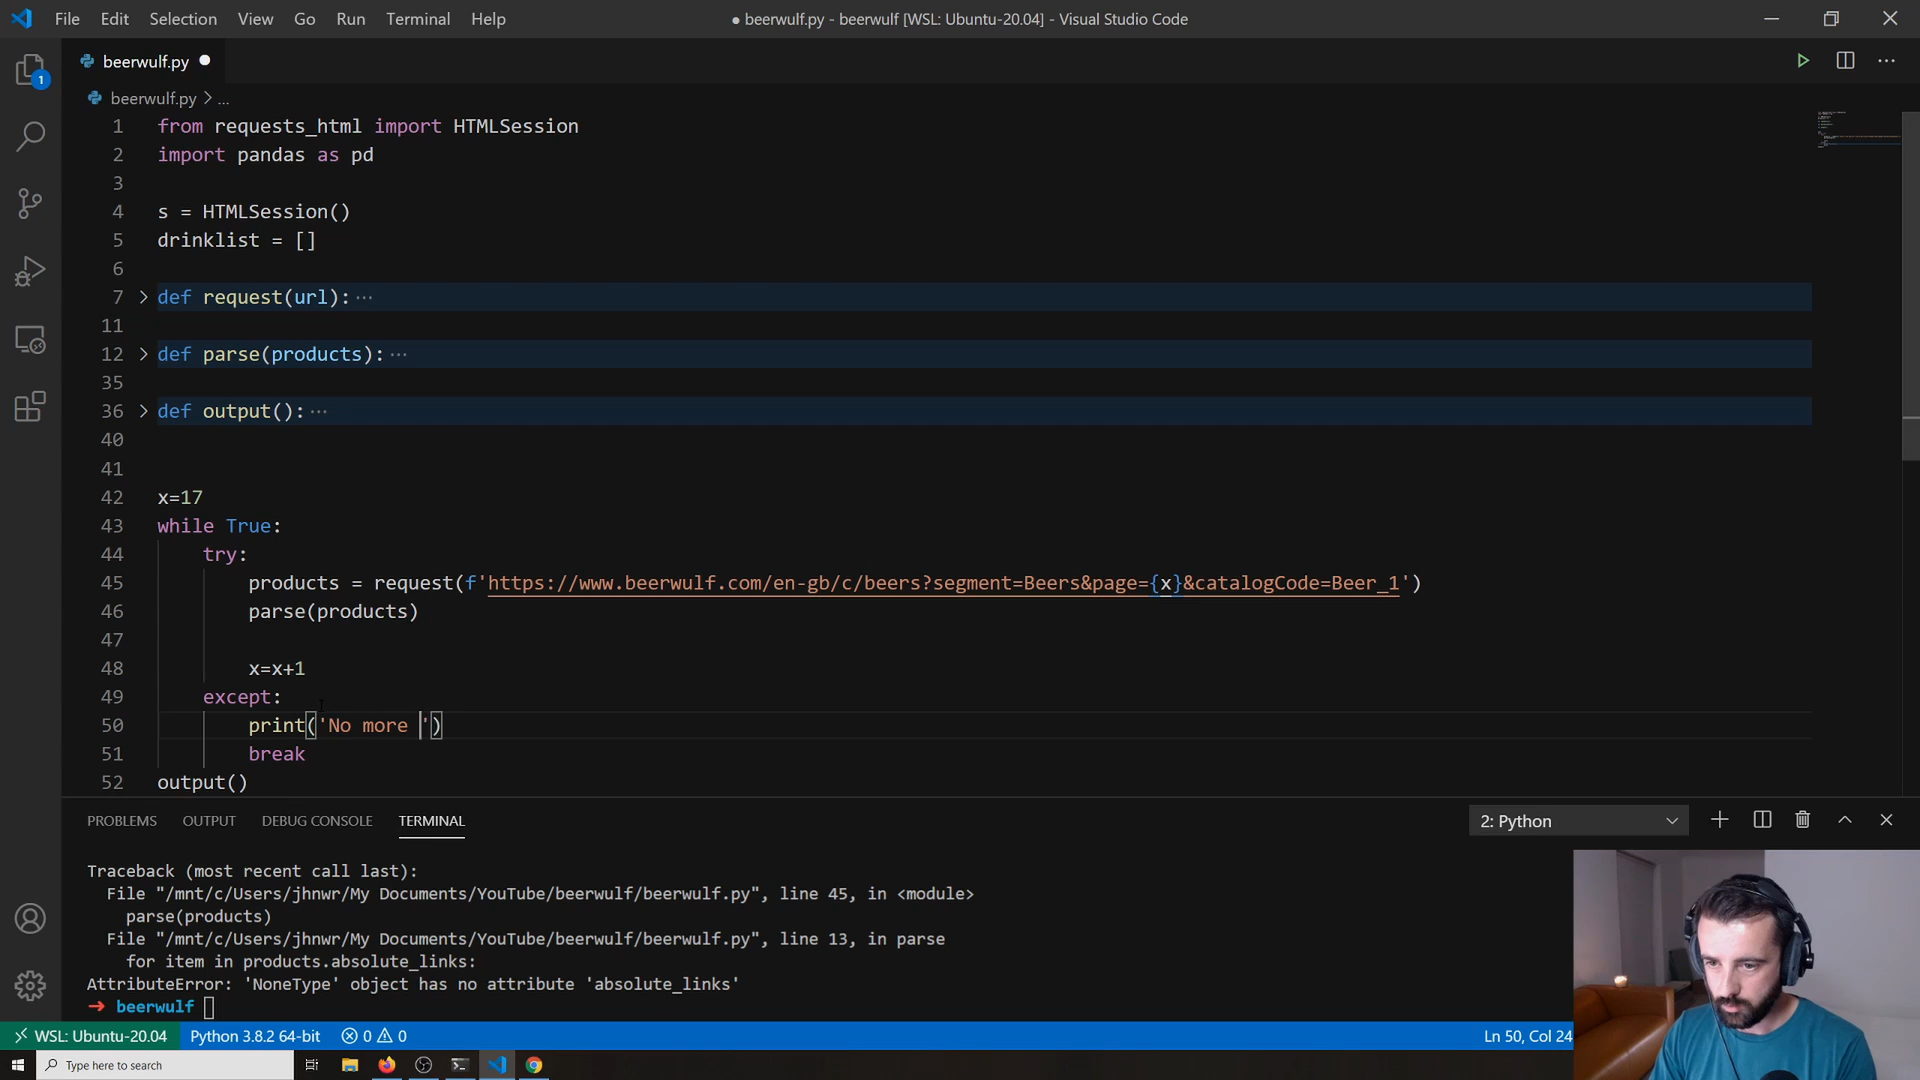 File Edit Selection View Go Run Terminal Help
● beerwulf.py - beerwulf [WSL: Ubuntu-20.04] - Visual Studio Code
1
beerwulf.py ●
beerwulf.py > ...
1 from requests_html import HTMLSession
2 import pandas as pd
3
4 s = HTMLSession()
5 drinklist = []
6
7 > def request(url): ...
11
12 > def parse(products): ...
35
36 > def output(): ...
40
41
42 x=17
43 while True:
44 try:
45 products = request(f'https://www.beerwulf.com/en-gb/c/beers?segment=Beers&page={x}&catalogCode=Beer_1')
46 parse(products)
47
48 x=x+1
49 except:
50 print('No more ')
51 break
52 output()
PROBLEMS OUTPUT DEBUG CONSOLE TERMINAL
2: Python
Traceback (most recent call last):
File "/mnt/c/Users/jhnwr/My Documents/YouTube/beerwulf/beerwulf.py", line 45, in <module>
parse(products)
File "/mnt/c/Users/jhnwr/My Documents/YouTube/beerwulf/beerwulf.py", line 13, in parse
for item in products.absolute_links:
AttributeError: 'NoneType' object has no attribute 'absolute_links'
➜ beerwulf
WSL: Ubuntu-20.04 Python 3.8.2 64-bit 0 0 Ln 50, Col 24
Type here to search